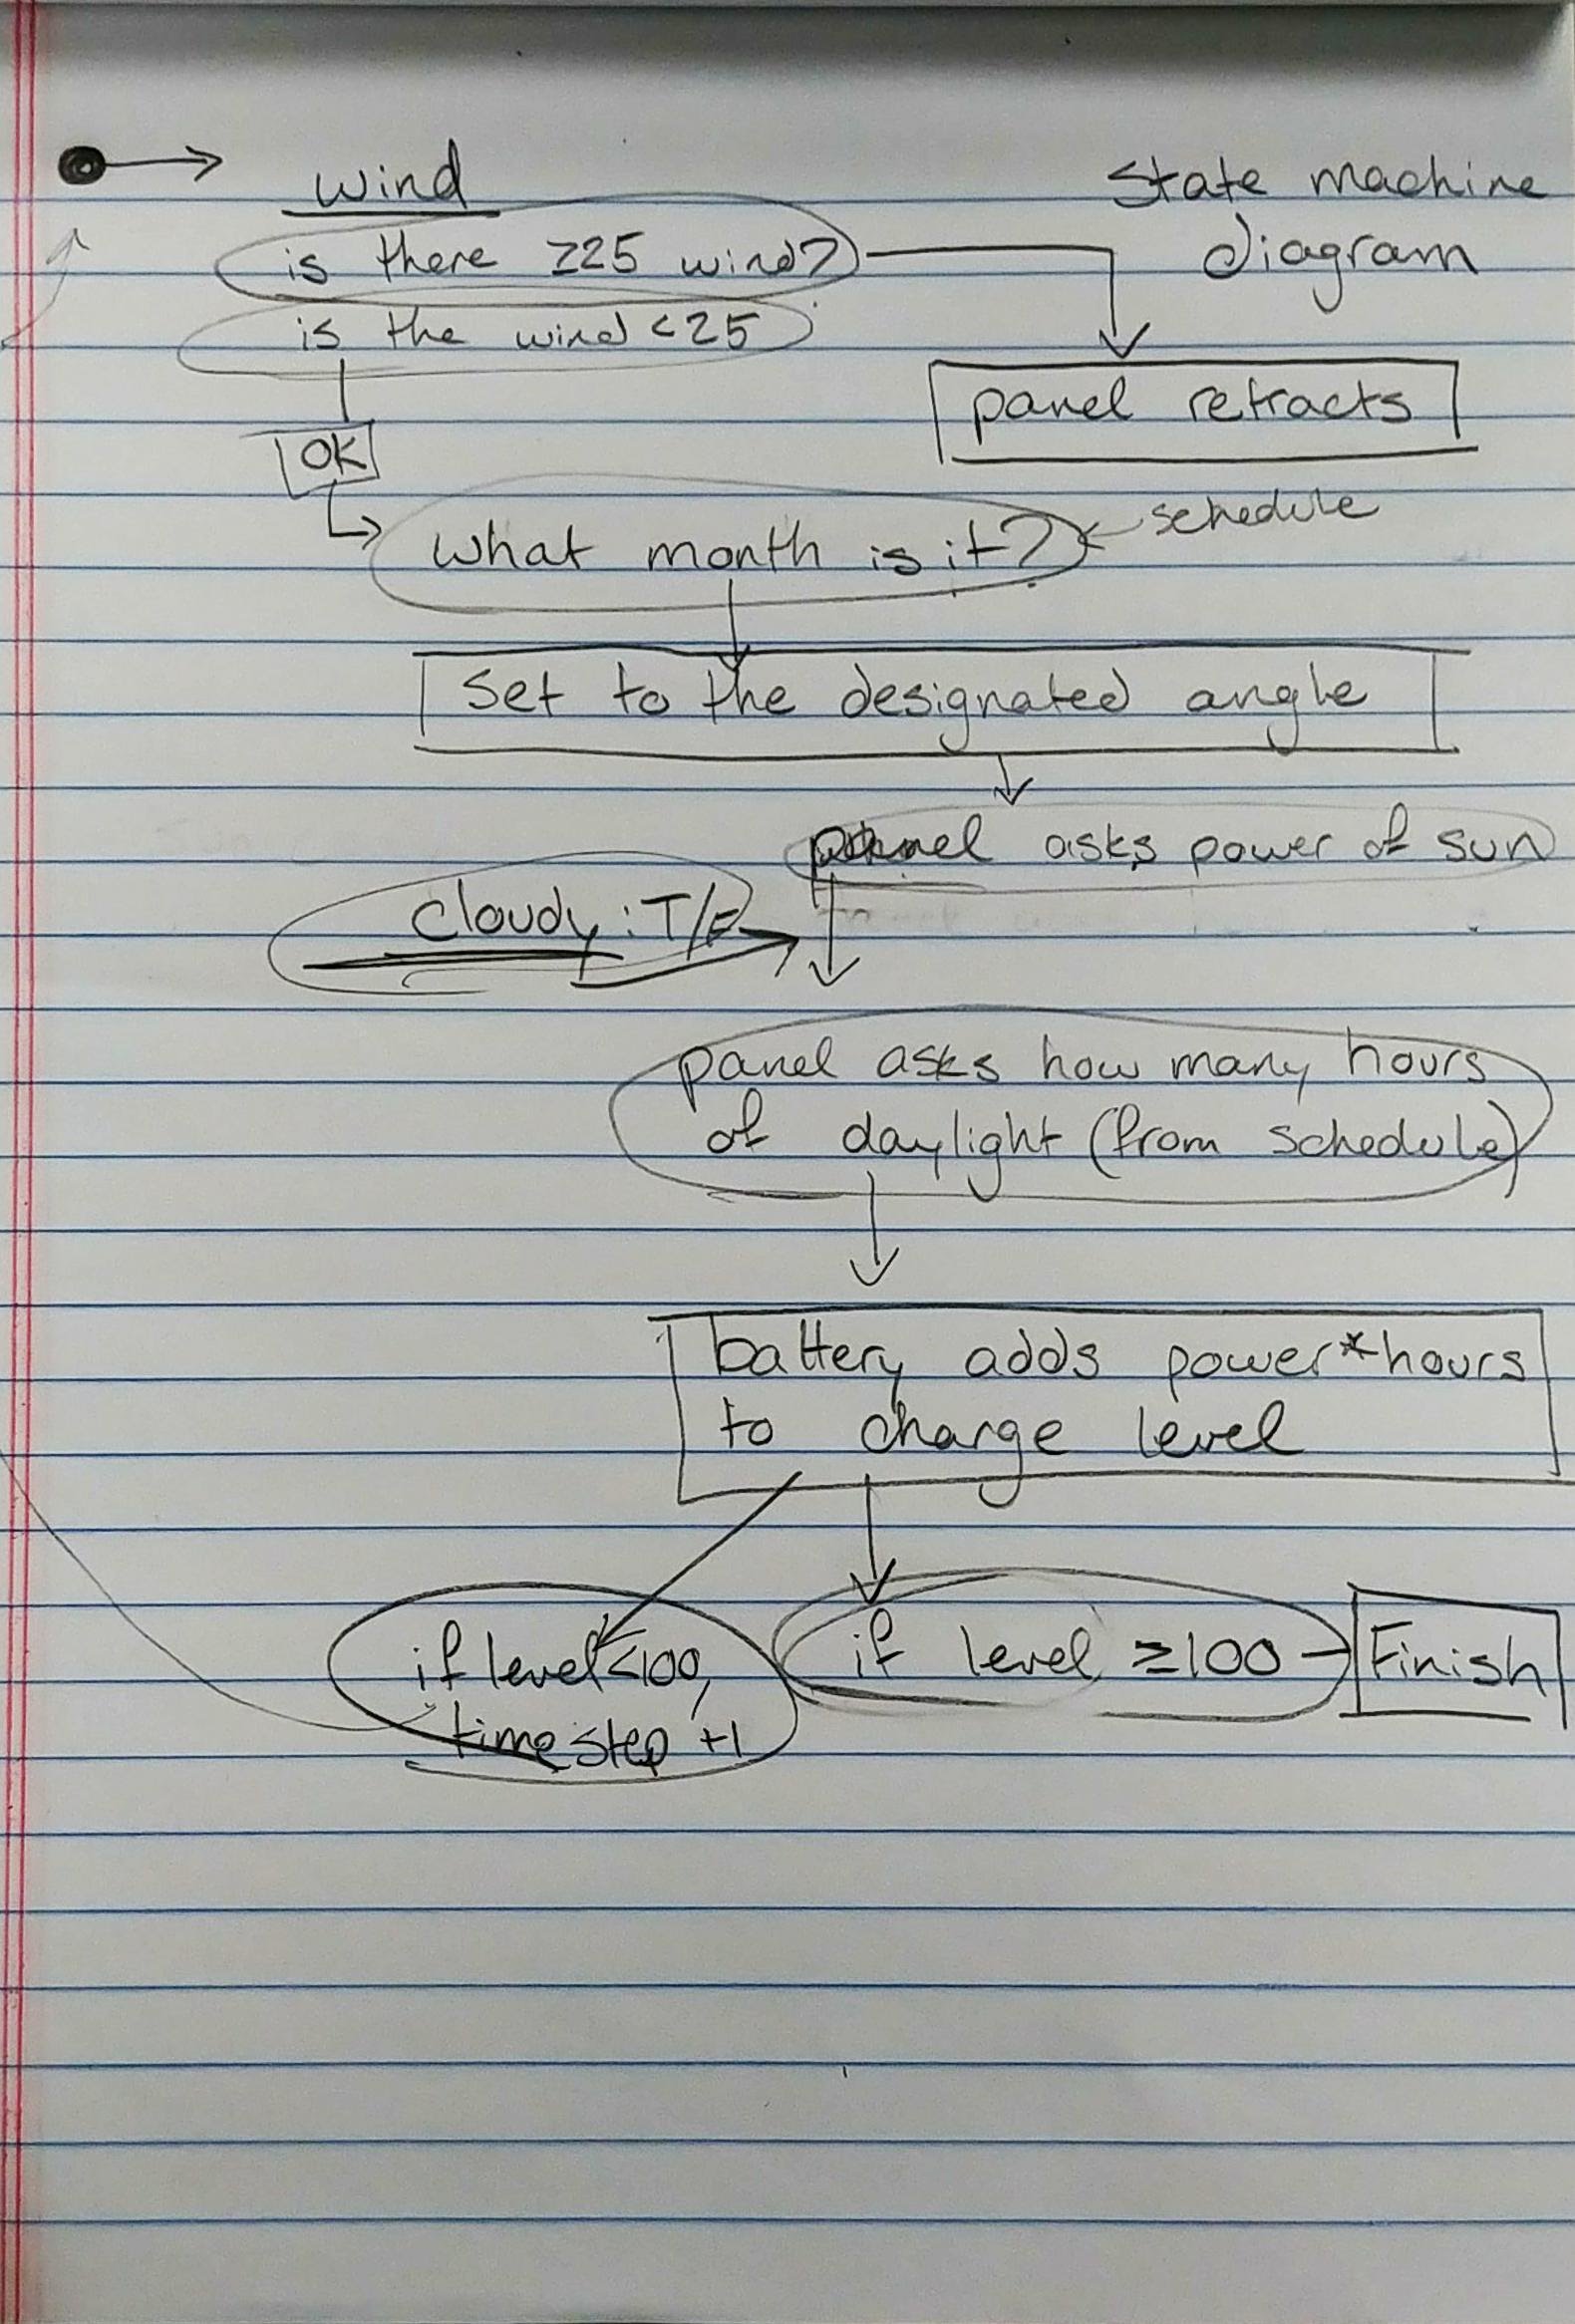 wind
State machine
diagram
is there ≥25 wind?
is the wind <25
panel retracts
OK
schedule
what month is it?
Set to the designated angle
panel asks power of sun
cloudy: T/F
panel asks how many hours
of daylight (from schedule)
battery adds power*hours
to charge level
if level <100,
time step +1
if level ≥100
Finish